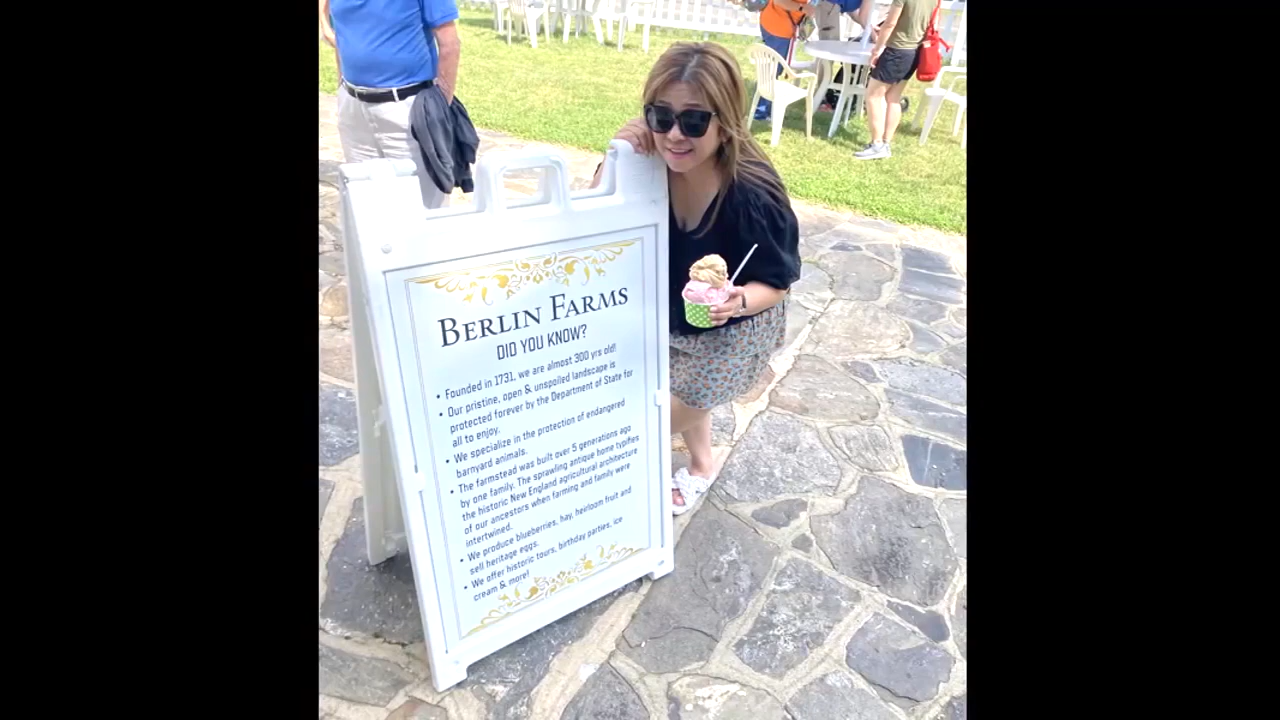 BERLIN FARMS
DID YOU KNOW?
• Founded in 1731, we are almost 300 yrs old!
• Our pristine, open & unspoiled landscape is
protected forever by the Department of State for
all to enjoy.
• We specialize in the protection of endangered
barnyard animals.
• The farmstead was built over 5 generations ago
by one family. The sprawling antique home typifies
the historic New England agricultural architecture
of our ancestors when farming and family were
intertwined.
• We produce blueberries, hay, heirloom fruit and
sell heritage eggs.
• We offer historic tours, birthday parties, ice
cream & more!